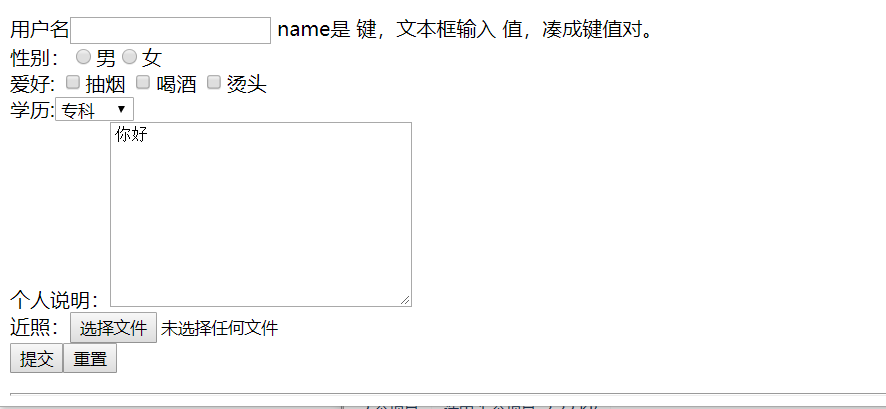 用户名 name是 键，文本框输入 值，凑成键值对。
性别： 男 女
爱好: 抽烟 喝酒 烫头
学历:专科
你好
个人说明：
近照：选择文件 未选择任何文件
提交 重置